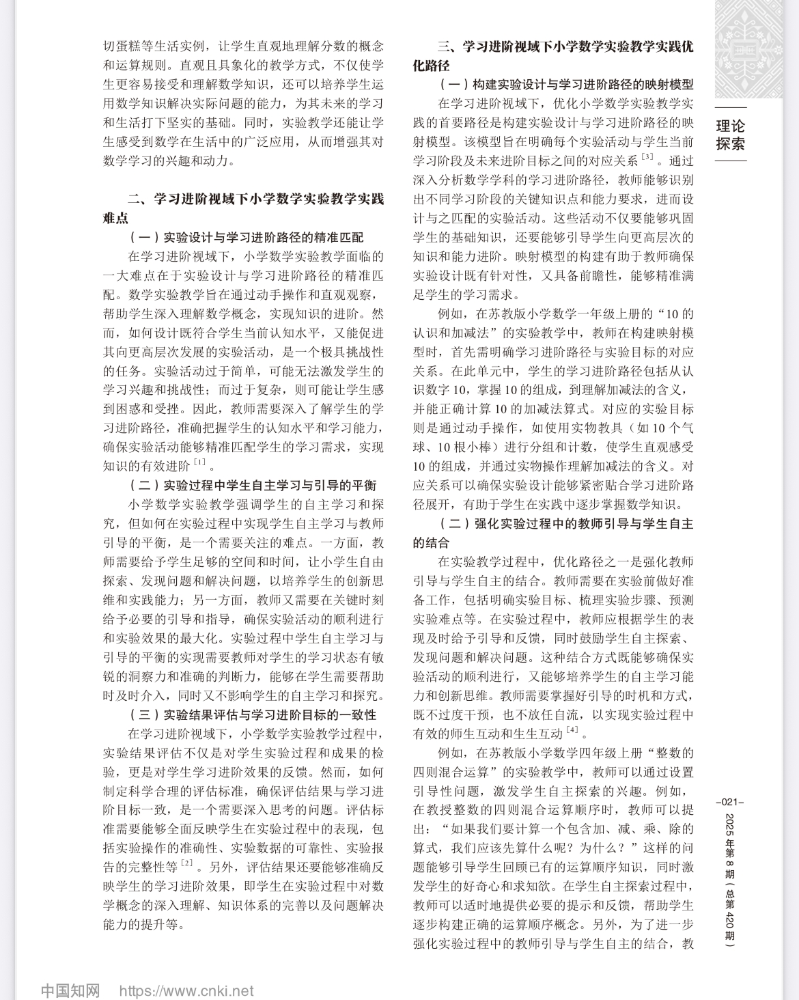 切蛋糕等生活实例，让学生直观地理解分数的概念
和运算规则。直观且具象化的教学方式，不仅使学
生更容易接受和理解数学知识，还可以培养学生运
用数学知识解决实际问题的能力，为其未来的学习
和生活打下坚实的基础。同时，实验教学还能让学
生感受到数学在生活中的广泛应用，从而增强其对
数学学习的兴趣和动力。
二、学习进阶视域下小学数学实验教学实践
难点
（一）实验设计与学习进阶路径的精准匹配
在学习进阶视域下，小学数学实验教学面临的
一大难点在于实验设计与学习进阶路径的精准匹
配。数学实验教学旨在通过动手操作和直观观察，
帮助学生深入理解数学概念，实现知识的进阶。然
而，如何设计既符合学生当前认知水平，又能促进
其向更高层次发展的实验活动，是一个极具挑战性
的任务。实验活动过于简单，可能无法激发学生的
学习兴趣和挑战性；而过于复杂，则可能让学生感
到困惑和受挫。因此，教师需要深入了解学生的学
习进阶路径，准确把握学生的认知水平和学习能力，
确保实验活动能够精准匹配学生的学习需求，实现
知识的有效进阶［1］。
（二）实验过程中学生自主学习与引导的平衡
小学数学实验教学强调学生的自主学习和探
究，但如何在实验过程中实现学生自主学习与教师
引导的平衡，是一个需要关注的难点。一方面，教
师需要给予学生足够的空间和时间，让小学生自由
探索、发现问题和解决问题，以培养学生的创新思
维和实践能力；另一方面，教师又需要在关键时刻
给予必要的引导和指导，确保实验活动的顺利进行
和实验效果的最大化。实验过程中学生自主学习与
引导的平衡的实现需要教师对学生的学习状态有敏
锐的洞察力和准确的判断力，能够在学生需要帮助
时及时介入，同时又不影响学生的自主学习和探究。
（三）实验结果评估与学习进阶目标的一致性
在学习进阶视域下，小学数学实验教学过程中，
实验结果评估不仅是对学生实验过程和成果的检
验，更是对学生学习进阶效果的反馈。然而，如何
制定科学合理的评估标准，确保评估结果与学习进
阶目标一致，是一个需要深入思考的问题。评估标
准需要能够全面反映学生在实验过程中的表现，包
括实验操作的准确性、实验数据的可靠性、实验报
告的完整性等［2］。另外，评估结果还要能够准确反
映学生的学习进阶效果，即学生在实验过程中对数
学概念的深入理解、知识体系的完善以及问题解决
能力的提升等。
三、学习进阶视域下小学数学实验教学实践优
化路径
（一）构建实验设计与学习进阶路径的映射模型
在学习进阶视域下，优化小学数学实验教学实
践的首要路径是构建实验设计与学习进阶路径的映
射模型。该模型旨在明确每个实验活动与学生当前
学习阶段及未来进阶目标之间的对应关系［3］。通过
深入分析数学学科的学习进阶路径，教师能够识别
出不同学习阶段的关键知识点和能力要求，进而设
计与之匹配的实验活动。这些活动不仅要能够巩固
学生的基础知识，还要能够引导学生向更高层次的
知识和能力进阶。映射模型的构建有助于教师确保
实验设计既有针对性，又具备前瞻性，能够精准满
足学生的学习需求。
例如，在苏教版小学数学一年级上册的“10 的
认识和加减法”的实验教学中，教师在构建映射模
型时，首先需明确学习进阶路径与实验目标的对应
关系。在此单元中，学生的学习进阶路径包括从认
识数字 10，掌握 10 的组成，到理解加减法的含义，
并能正确计算 10 的加减法算式。对应的实验目标
则是通过动手操作，如使用实物教具（如 10 个气
球、10 根小棒）进行分组和计数，使学生直观感受
10 的组成，并通过实物操作理解加减法的含义。对
应关系可以确保实验设计能够紧密贴合学习进阶路
径展开，有助于学生在实践中逐步掌握数学知识。
（二）强化实验过程中的教师引导与学生自主
的结合
在实验教学过程中，优化路径之一是强化教师
引导与学生自主的结合。教师需要在实验前做好准
备工作，包括明确实验目标、梳理实验步骤、预测
实验难点等。在实验过程中，教师应根据学生的表
现及时给予引导和反馈，同时鼓励学生自主探索、
发现问题和解决问题。这种结合方式既能够确保实
验活动的顺利进行，又能够培养学生的自主学习能
力和创新思维。教师需要掌握好引导的时机和方式，
既不过度干预，也不放任自流，以实现实验过程中
有效的师生互动和生生互动［4］。
例如，在苏教版小学数学四年级上册“整数的
四则混合运算”的实验教学中，教师可以通过设置
引导性问题，激发学生自主探索的兴趣。例如，
在教授整数的四则混合运算顺序时，教师可以提
出：“如果我们要计算一个包含加、减、乘、除的
算式，我们应该先算什么呢？为什么？”这样的问
题能够引导学生回顾已有的运算顺序知识，同时激
发学生的好奇心和求知欲。在学生自主探索过程中，
教师可以适时地提供必要的提示和反馈，帮助学生
逐步构建正确的运算顺序概念。另外，为了进一步
强化实验过程中的教师引导与学生自主的结合，教
理论
探索
-021-
2025 年第 8 期（总第 420 期）
中国知网 https://www.cnki.net